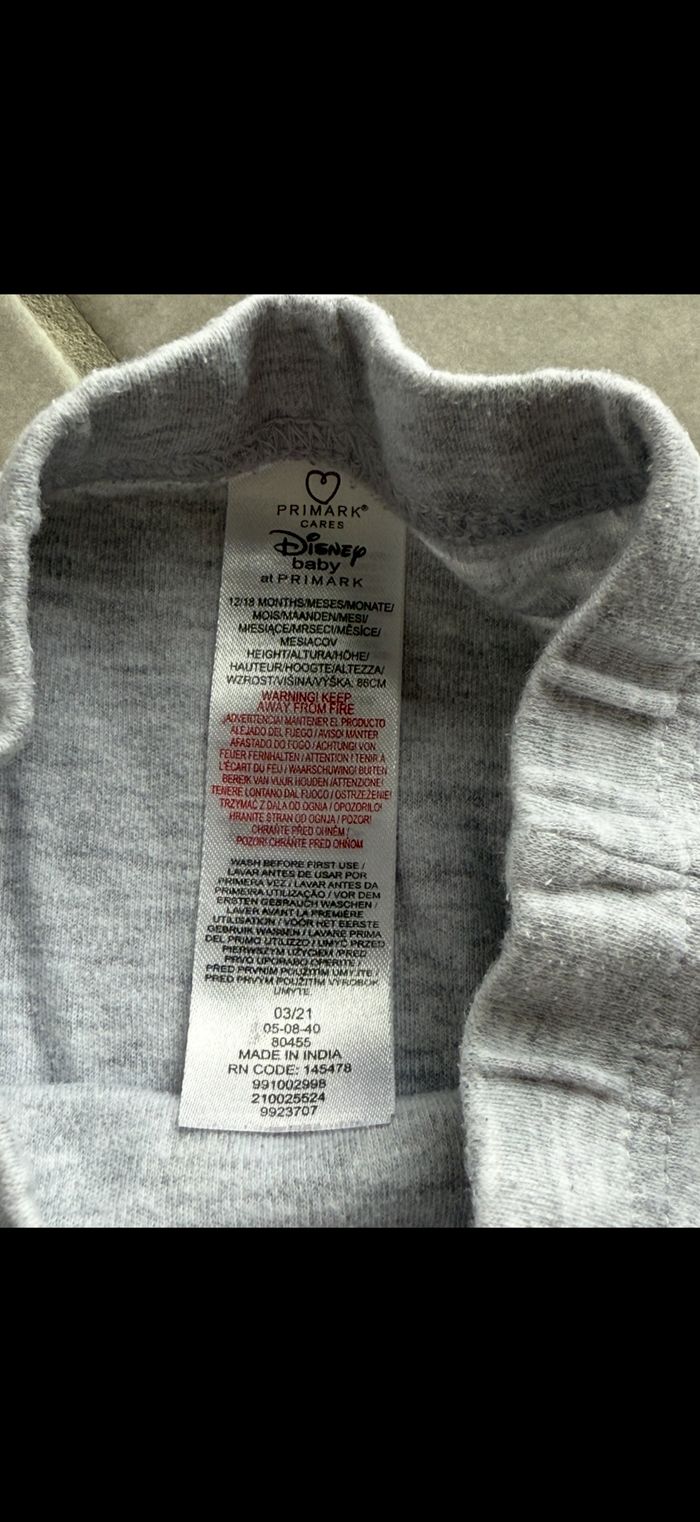 PRIMARK®
CARES
Disney
baby
at PRIMARK
12/18 MONTHS/MESES/MONATE/
MOIS/MAANDEN/MESI/
MIESIĄCE/MRSECI/MĚSÍCE/
MESIACOV
HEIGHT/ALTURA/HÖHE/
HAUTEUR/HOOGTE/ALTEZZA/
WZROST/VIŠINA/VÝŠKA: 86CM
WARNING! KEEP
AWAY FROM FIRE
¡ADVERTENCIA! MANTENER EL PRODUCTO
ALEJADO DEL FUEGO / AVISO! MANTER
AFASTADO DO FOGO / ACHTUNG! VON
FEUER FERNHALTEN / ATTENTION ! TENIR À
L'ÉCART DU FEU / WAARSCHUWING! BUITEN
BEREIK VAN VUUR HOUDEN /ATTENZIONE!
TENERE LONTANO DAL FUOCO / OSTRZEŻENIE!
TRZYMAĆ Z DALA OD OGNIA / OPOZORILO!
HRANITE STRAN OD OGNJA / POZOR!
CHRAŇTE PŘED OHNĚM /
POZOR! CHRÁŇTE PRED OHŇOM
WASH BEFORE FIRST USE /
LAVAR ANTES DE USAR POR
PRIMERA VEZ / LAVAR ANTES DA
PRIMEIRA UTILIZAÇÃO / VOR DEM
ERSTEN GEBRAUCH WASCHEN /
LAVER AVANT LA PREMIÈRE
UTILISATION / VÓÓR HET EERSTE
GEBRUIK WASSEN / LAVARE PRIMA
DEL PRIMO UTILIZZO / UMYĆ PRZED
PIERWSZYM UŻYCIEM /PRED
PRVO UPORABO OPERITE /
PŘED PRVNÍM POUŽITÍM UMYJTE /
PRED PRVÝM POUŽITÍM VÝROBOK
UMYTE.
03/21
05-08-40
80455
MADE IN INDIA
RN CODE: 145478
991002998
210025524
9923707